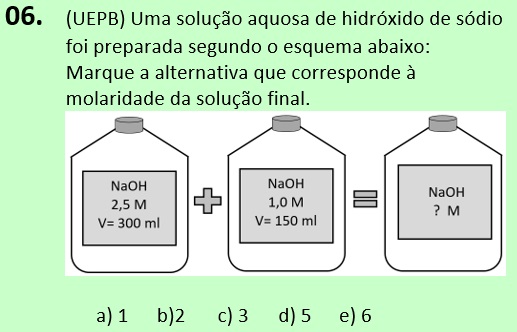 06. (UEPB) Uma solução aquosa de hidróxido de sódio
foi preparada segundo o esquema abaixo:
Marque a alternativa que corresponde à
molaridade da solução final.
NaOH
2,5 M
V= 300 ml
NaOH
1,0 M
V= 150 ml
NaOH
? M
a) 1 b)2 c) 3 d) 5 e) 6